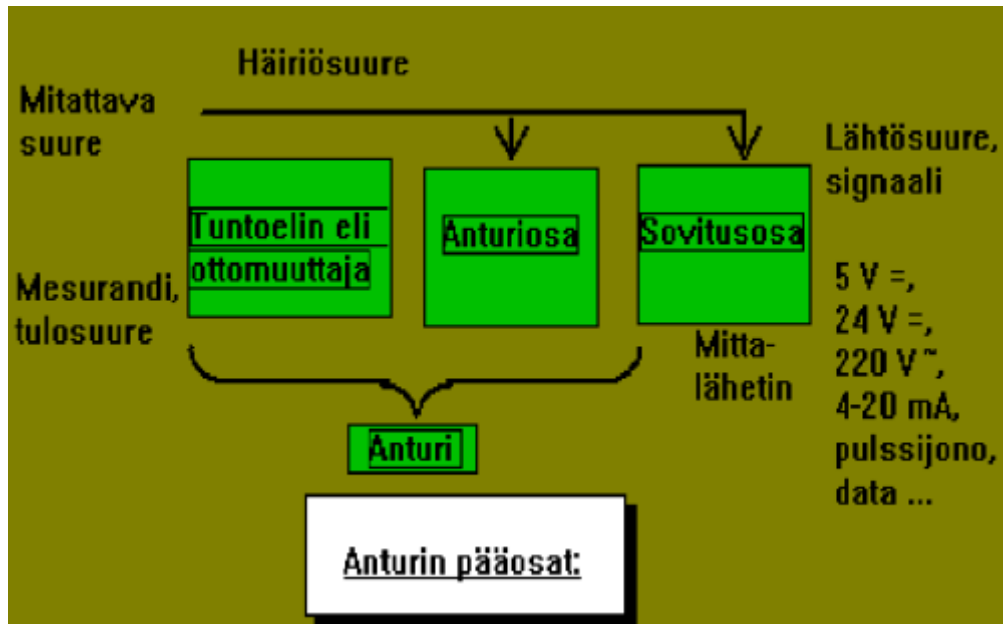 Häiriösuure
Mitattava
suure
Lähtösuure,
signaali
Tuntoelin eli
ottomuuttaja
Anturiosa
Sovitusosa
Mesurandi,
tulosuure
5 V =,
24 V =,
220 V ~,
4-20 mA,
pulssijono,
data ...
Mitta-
lähetin
Anturi
Anturin pääosat: